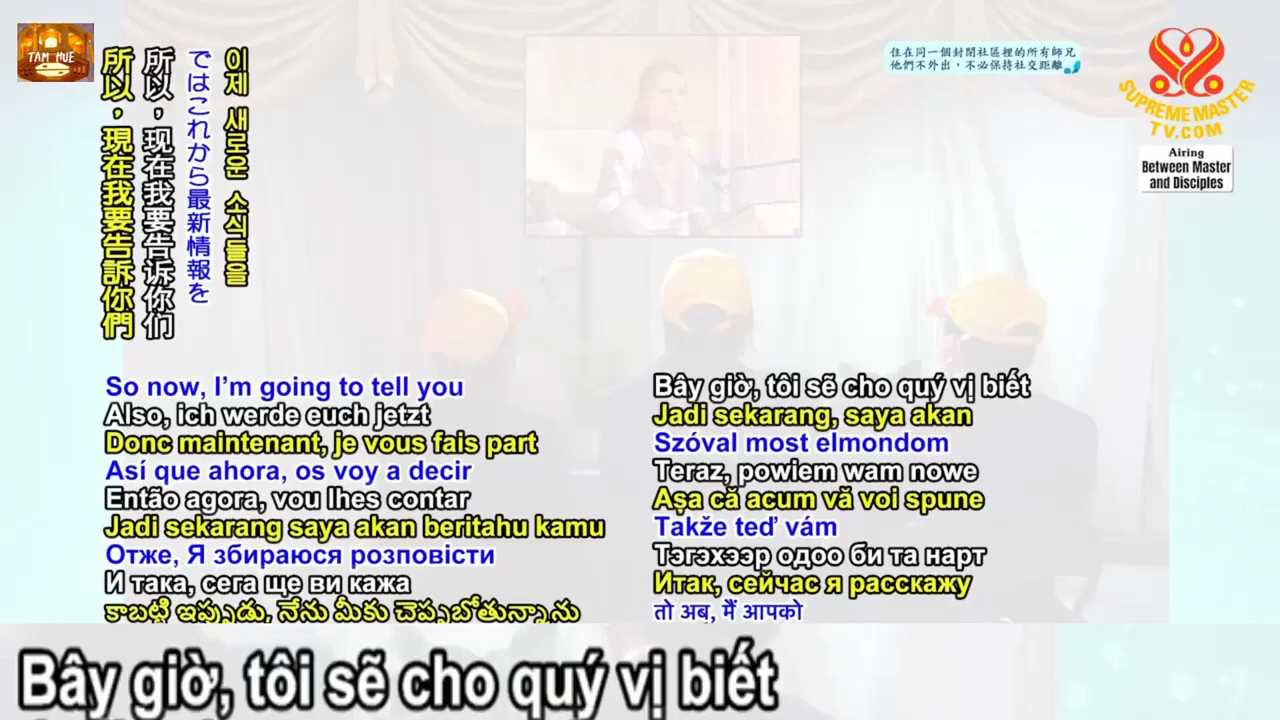 TAM HUE
所以，現在我要告訴你們
所以，现在我要告诉你们
ではこれから最新情報を
이제 새로운 소식들을
住在同一個封閉社區裡的所有師兄
他們不外出，不必保持社交距離
SUPREME MASTER
TV.COM
Airing
Between Master
and Disciples
So now, I'm going to tell you
Also, ich werde euch jetzt
Donc maintenant, je vous fais part
Así que ahora, os voy a decir
Então agora, vou lhes contar
Jadi sekarang saya akan beritahu kamu
Отже, Я збираюся розповісти
И така, сега ще ви кажа
కాబట్టి ఇప్పుడు, నేను మీకు చెప్పబోతున్నాను
Bây giờ, tôi sẽ cho quý vị biết
Jadi sekarang, saya akan
Szóval most elmondom
Teraz, powiem wam nowe
Așa că acum vă voi spune
Takže teď vám
Тэгэхээр одоо би та нарт
Итак, сейчас я расскажу
तो अब, मैं आपको
Bây giờ, tôi sẽ cho quý vị biết